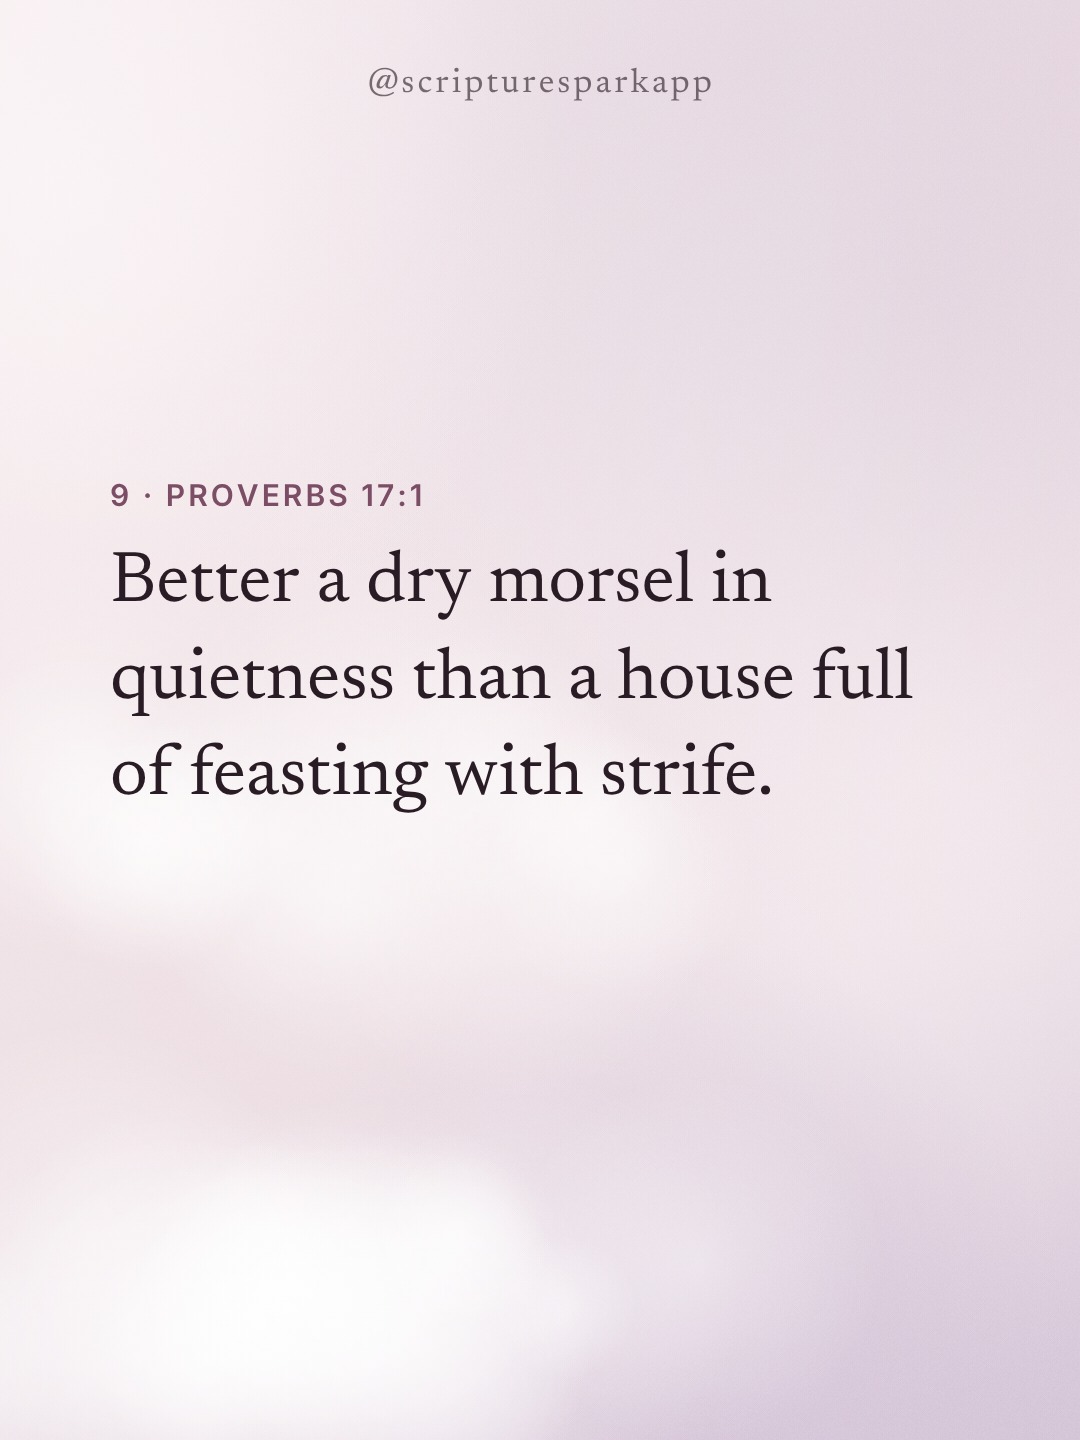 @scripturesparkapp
9 · PROVERBS 17:1
Better a dry morsel in
quietness than a house full
of feasting with strife.